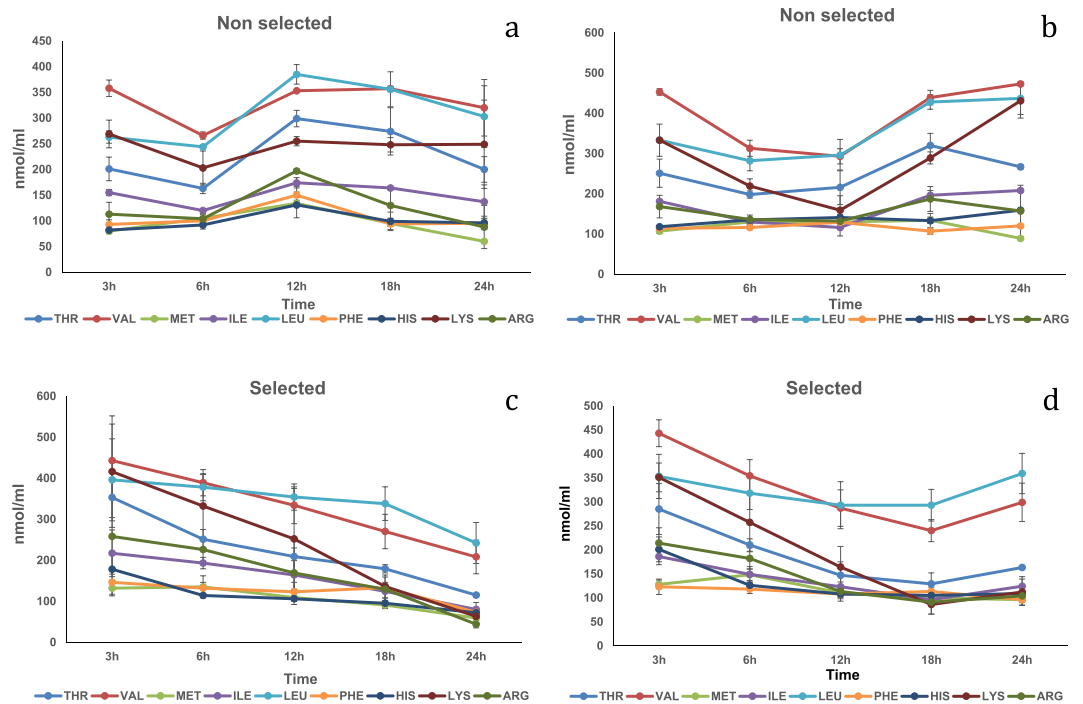 Non selected
a
450
400
350
300
250
200
150
100
50
0
nmol/ml
3h 6h 12h 18h 24h
Time
THR VAL MET ILE LEU PHE HIS LYS ARG
Non selected
b
600
500
400
300
200
100
0
nmol/ml
3h 6h 12h 18h 24h
Time
THR VAL MET ILE LEU PHE HIS LYS ARG
Selected
c
600
500
400
300
200
100
0
nmol/ml
3h 6h 12h 18h 24h
Time
THR VAL MET ILE LEU PHE HIS LYS ARG
Selected
d
500
450
400
350
300
250
200
150
100
50
0
nmol/ml
3h 6h 12h 18h 24h
Time
THR VAL MET ILE LEU PHE HIS LYS ARG